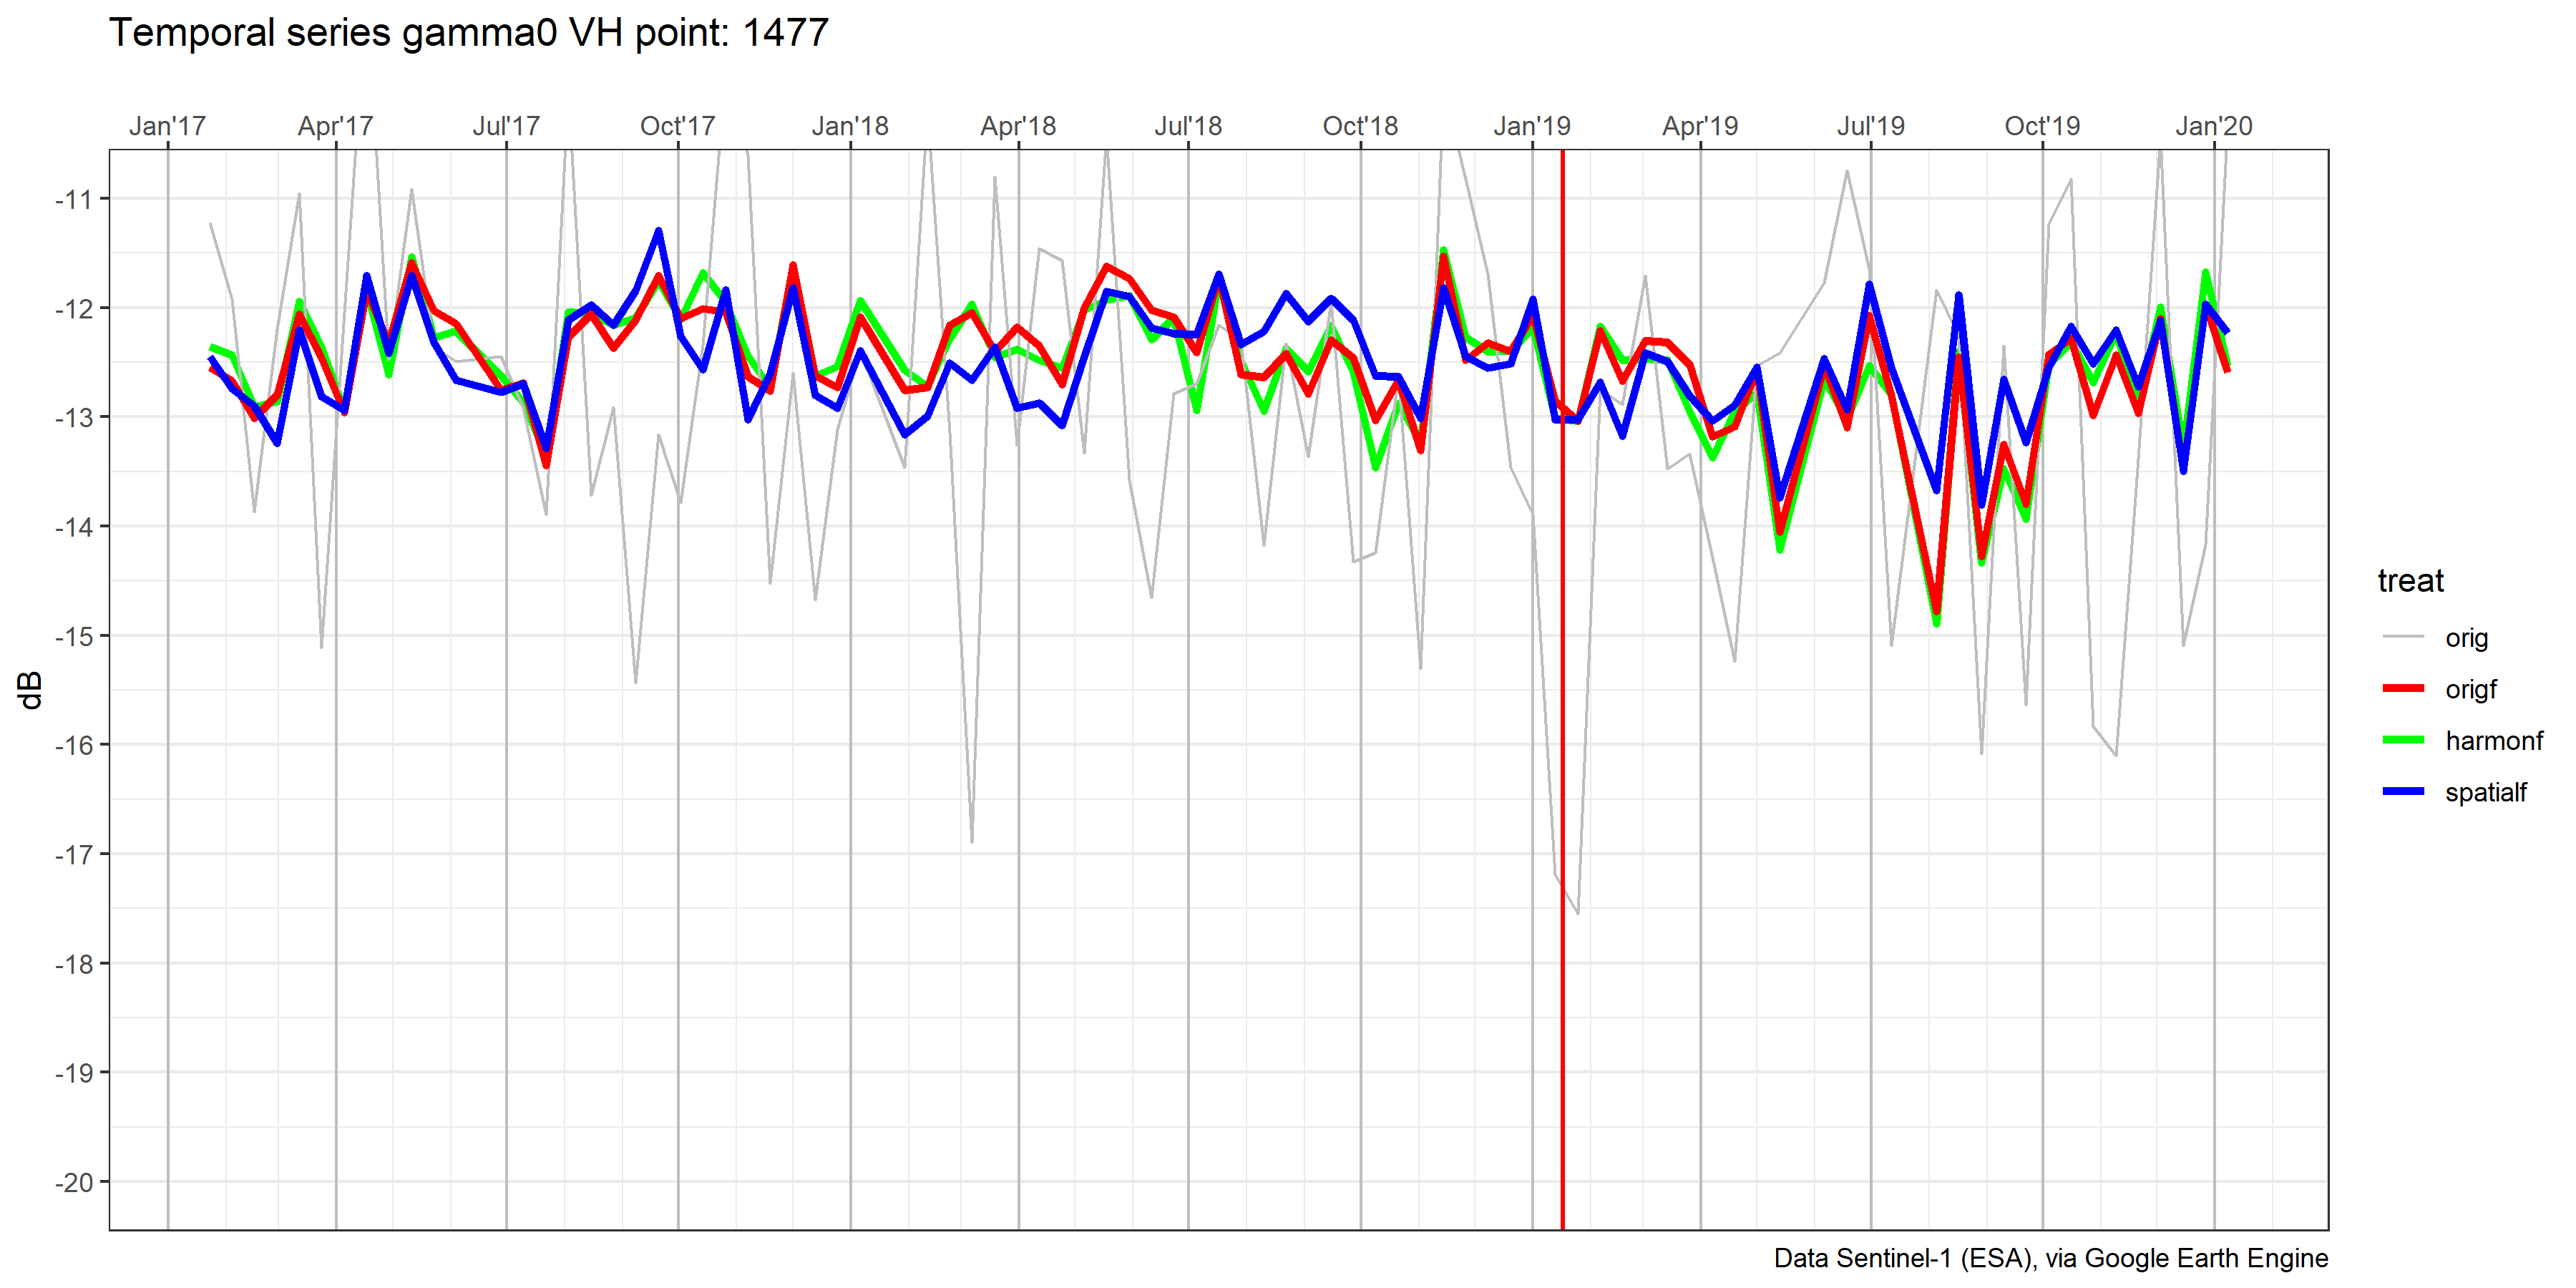 Temporal series gamma0 VH point: 1477
Jan'17 Apr'17 Jul'17 Oct'17 Jan'18 Apr'18 Jul'18 Oct'18 Jan'19 Apr'19 Jul'19 Oct'19 Jan'20
-11
-12
-13
-14
-15
-16
-17
-18
-19
-20
dB
treat
orig
origf
harmonf
spatialf
Data Sentinel-1 (ESA), via Google Earth Engine